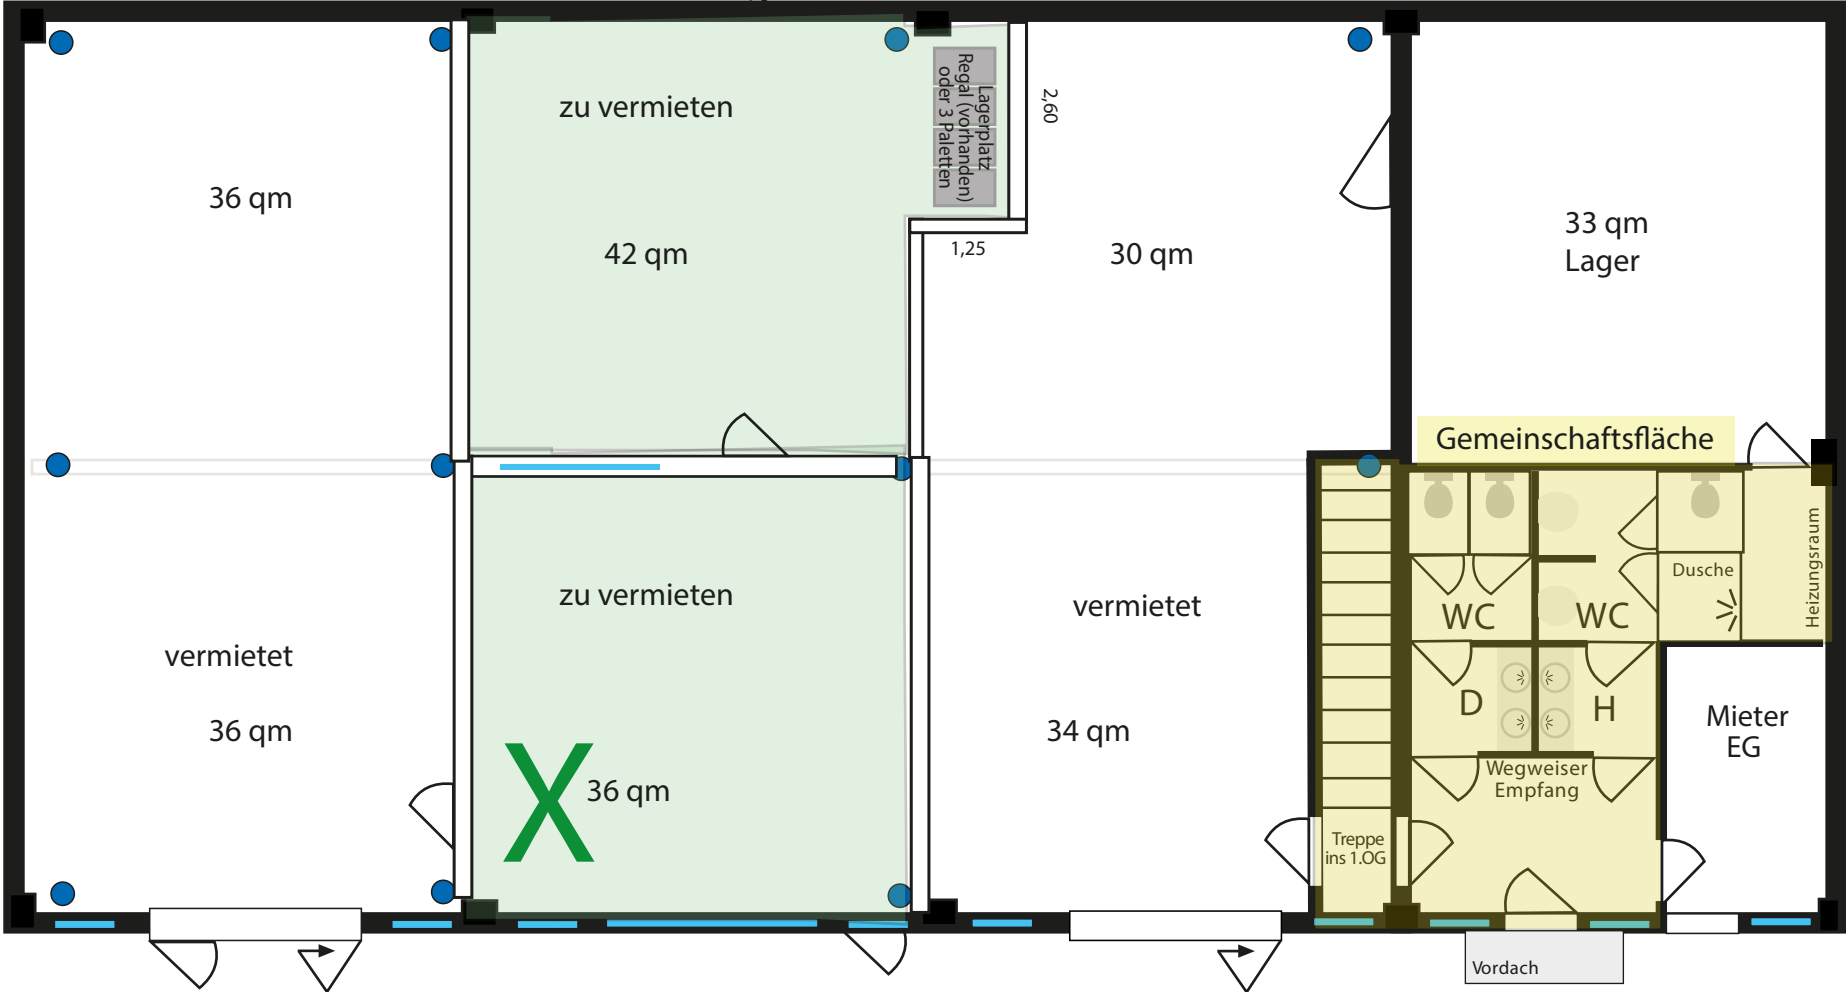 zu vermieten
36 qm
42 qm
Lagerplatz
Regal (vorhanden)
oder 3 Paletten
2,60
1,25
30 qm
33 qm
Lager
Gemeinschaftsfläche
zu vermieten
X
36 qm
vermietet
36 qm
vermietet
34 qm
Treppe
ins 1.OG
WC
WC
Dusche
Heizungsraum
D
H
Wegweiser
Empfang
Mieter
EG
Vordach